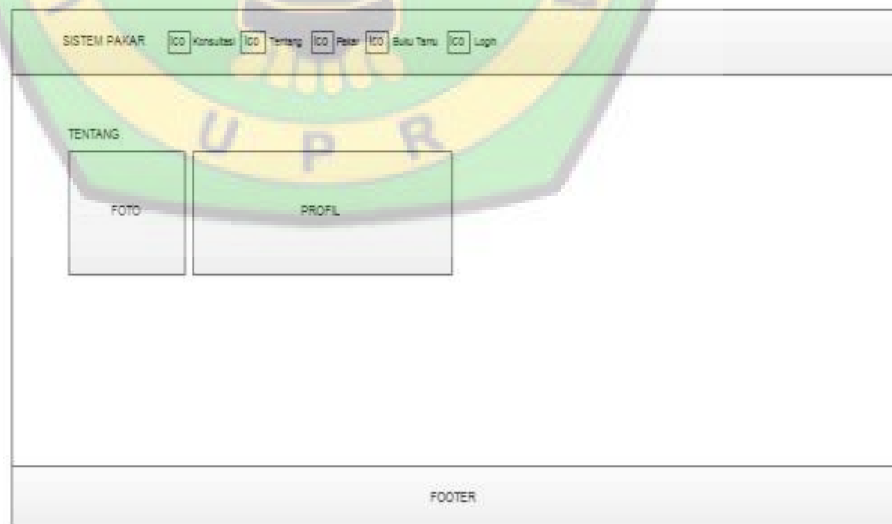 SISTEM PAKAR ICO Konsultasi ICO Tentang ICO Pakar ICO Buku Tamu ICO Login
U P R
TENTANG
FOTO PROFIL
FOOTER